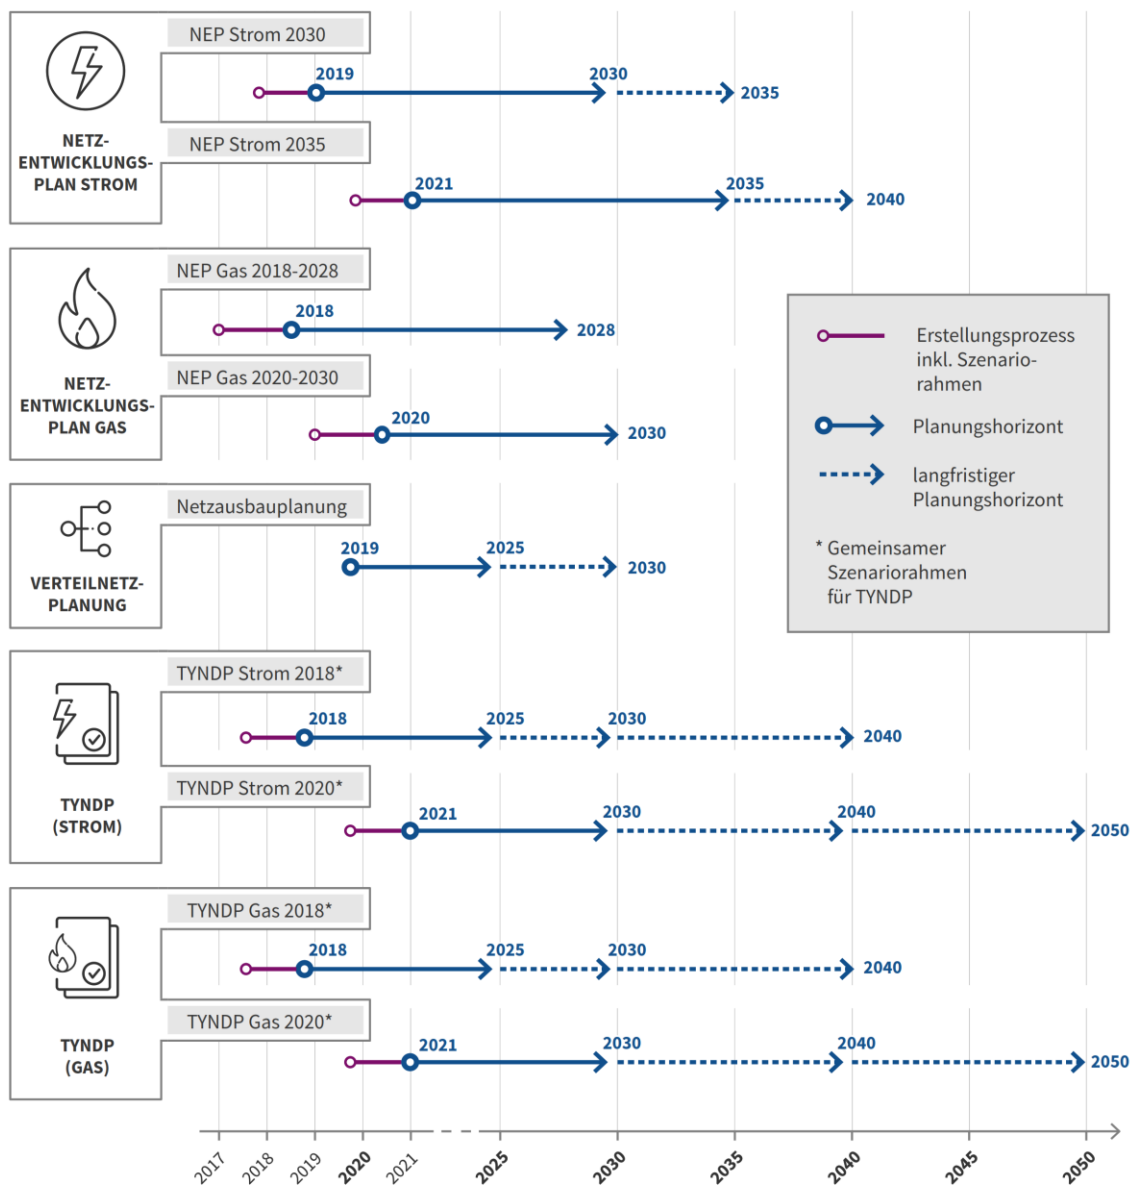 NEP Strom 2030
2019
2030
2035
NETZ-
ENTWICKLUNGS-
PLAN STROM
NEP Strom 2035
2021
2035
2040
NEP Gas 2018-2028
2018
2028
NETZ-
ENTWICKLUNGS-
PLAN GAS
NEP Gas 2020-2030
2020
2030
Erstellungsprozess
inkl. Szenario-
rahmen
Planungshorizont
langfristiger
Planungshorizont
* Gemeinsamer
Szenariorahmen
für TYNDP
Netzausbauplanung
2019
2025
2030
VERTEILNETZ-
PLANUNG
TYNDP Strom 2018*
2018
2025
2030
2040
TYNDP
(STROM)
TYNDP Strom 2020*
2021
2030
2040
2050
TYNDP Gas 2018*
2018
2025
2030
2040
TYNDP
(GAS)
TYNDP Gas 2020*
2021
2030
2040
2050
2017
2018
2019
2020
2021
2025
2030
2035
2040
2045
2050